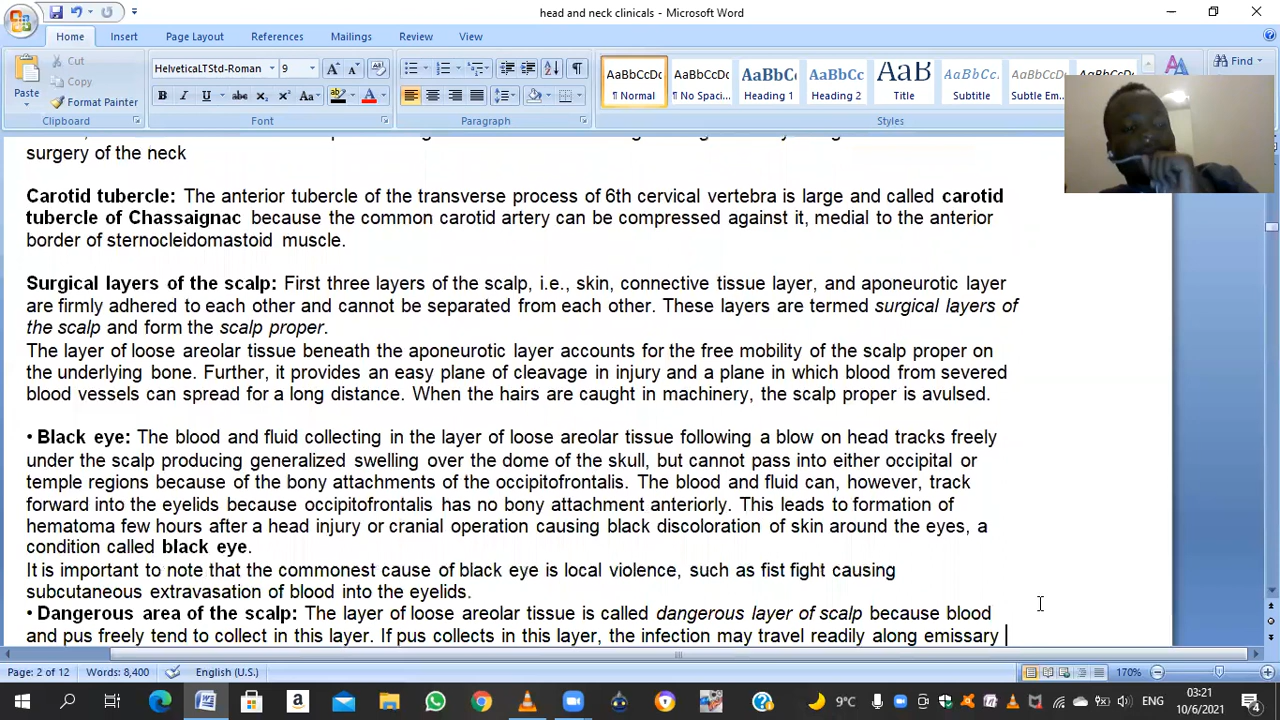 head and neck clinicals - Microsoft Word
Home Insert Page Layout References Mailings Review View
Paste Cut Copy Format Painter
HelveticaLTStd-Roman 9
AaBbCcDc AaBbCcDc AaBbCc AaBbCc AaB AaBbCc AaBbCcDc AaBbCcDc
¶ Normal ¶ No Spaci... Heading 1 Heading 2 Title Subtitle Subtle Em...
Find
Clipboard Font Paragraph Styles
surgery of the neck
Carotid tubercle: The anterior tubercle of the transverse process of 6th cervical vertebra is large and called carotid
tubercle of Chassaignac because the common carotid artery can be compressed against it, medial to the anterior
border of sternocleidomastoid muscle.
Surgical layers of the scalp: First three layers of the scalp, i.e., skin, connective tissue layer, and aponeurotic layer
are firmly adhered to each other and cannot be separated from each other. These layers are termed surgical layers of
the scalp and form the scalp proper.
The layer of loose areolar tissue beneath the aponeurotic layer accounts for the free mobility of the scalp proper on
the underlying bone. Further, it provides an easy plane of cleavage in injury and a plane in which blood from severed
blood vessels can spread for a long distance. When the hairs are caught in machinery, the scalp proper is avulsed.
• Black eye: The blood and fluid collecting in the layer of loose areolar tissue following a blow on head tracks freely
under the scalp producing generalized swelling over the dome of the skull, but cannot pass into either occipital or
temple regions because of the bony attachments of the occipitofrontalis. The blood and fluid can, however, track
forward into the eyelids because occipitofrontalis has no bony attachment anteriorly. This leads to formation of
hematoma few hours after a head injury or cranial operation causing black discoloration of skin around the eyes, a
condition called black eye.
It is important to note that the commonest cause of black eye is local violence, such as fist fight causing
subcutaneous extravasation of blood into the eyelids.
• Dangerous area of the scalp: The layer of loose areolar tissue is called dangerous layer of scalp because blood
and pus freely tend to collect in this layer. If pus collects in this layer, the infection may travel readily along emissary
Page: 2 of 12 Words: 8,400 English (U.S.) 170%
9°C ENG 03:21
10/6/2021 4